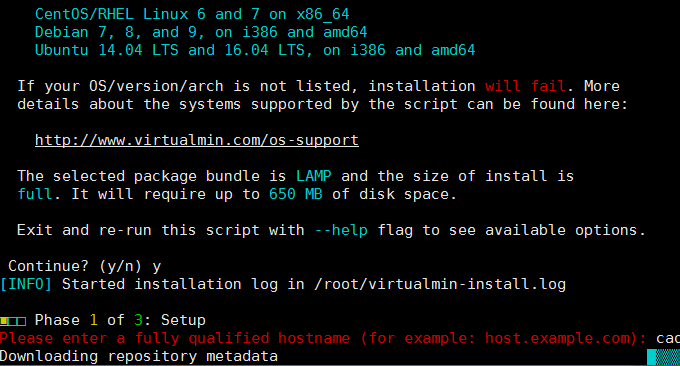 CentOS/RHEL Linux 6 and 7 on x86_64
Debian 7, 8, and 9, on i386 and amd64
Ubuntu 14.04 LTS and 16.04 LTS, on i386 and amd64
If your OS/version/arch is not listed, installation will fail. More
details about the systems supported by the script can be found here:
http://www.virtualmin.com/os-support
The selected package bundle is LAMP and the size of install is
full. It will require up to 650 MB of disk space.
Exit and re-run this script with --help flag to see available options.
Continue? (y/n) y
[INFO] Started installation log in /root/virtualmin-install.log
■□□ Phase 1 of 3: Setup
Please enter a fully qualified hostname (for example: host.example.com):
Downloading repository metadata